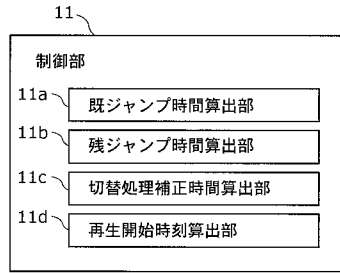 11
制御部
11a
既ジャンプ時間算出部
11b
残ジャンプ時間算出部
11c
切替処理補正時間算出部
11d
再生開始時刻算出部